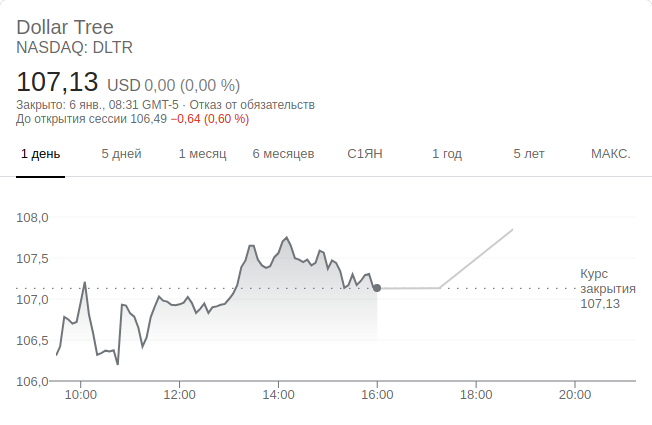 Dollar Tree
NASDAQ: DLTR
107,13 USD 0,00 (0,00 %)
Закрыто: 6 янв., 08:31 GMT-5 · Отказ от обязательств
До открытия сессии 106,49 −0,64 (0,60 %)
1 день 5 дней 1 месяц 6 месяцев С1ЯН 1 год 5 лет МАКС.
108,0
107,5
107,0
106,5
106,0
Курс
закрытия
107,13
10:00 12:00 14:00 16:00 18:00 20:00